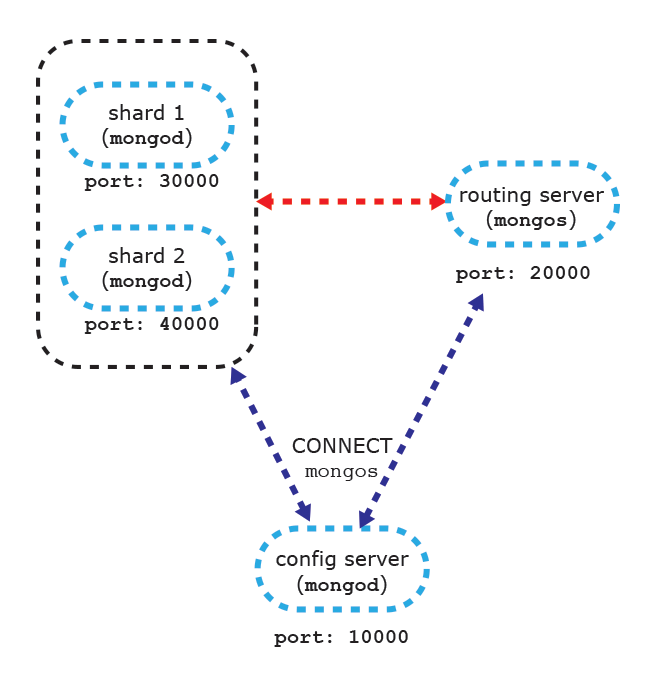 shard 1
(mongod)
port: 30000
shard 2
(mongod)
port: 40000
routing server
(mongos)
port: 20000
CONNECT
mongos
config server
(mongod)
port: 10000